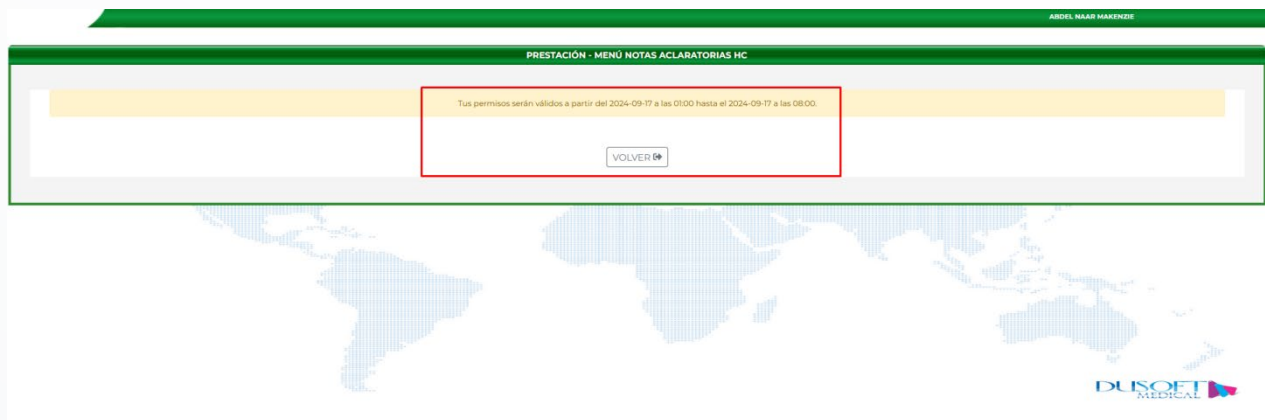 ABDEL NAAR MAKENZIE
PRESTACIÓN - MENÚ NOTAS ACLARATORIAS HC
Tus permisos serán válidos a partir del 2024-09-17 a las 01:00 hasta el 2024-09-17 a las 08:00.
VOLVER
DUSOFT
MEDICAL